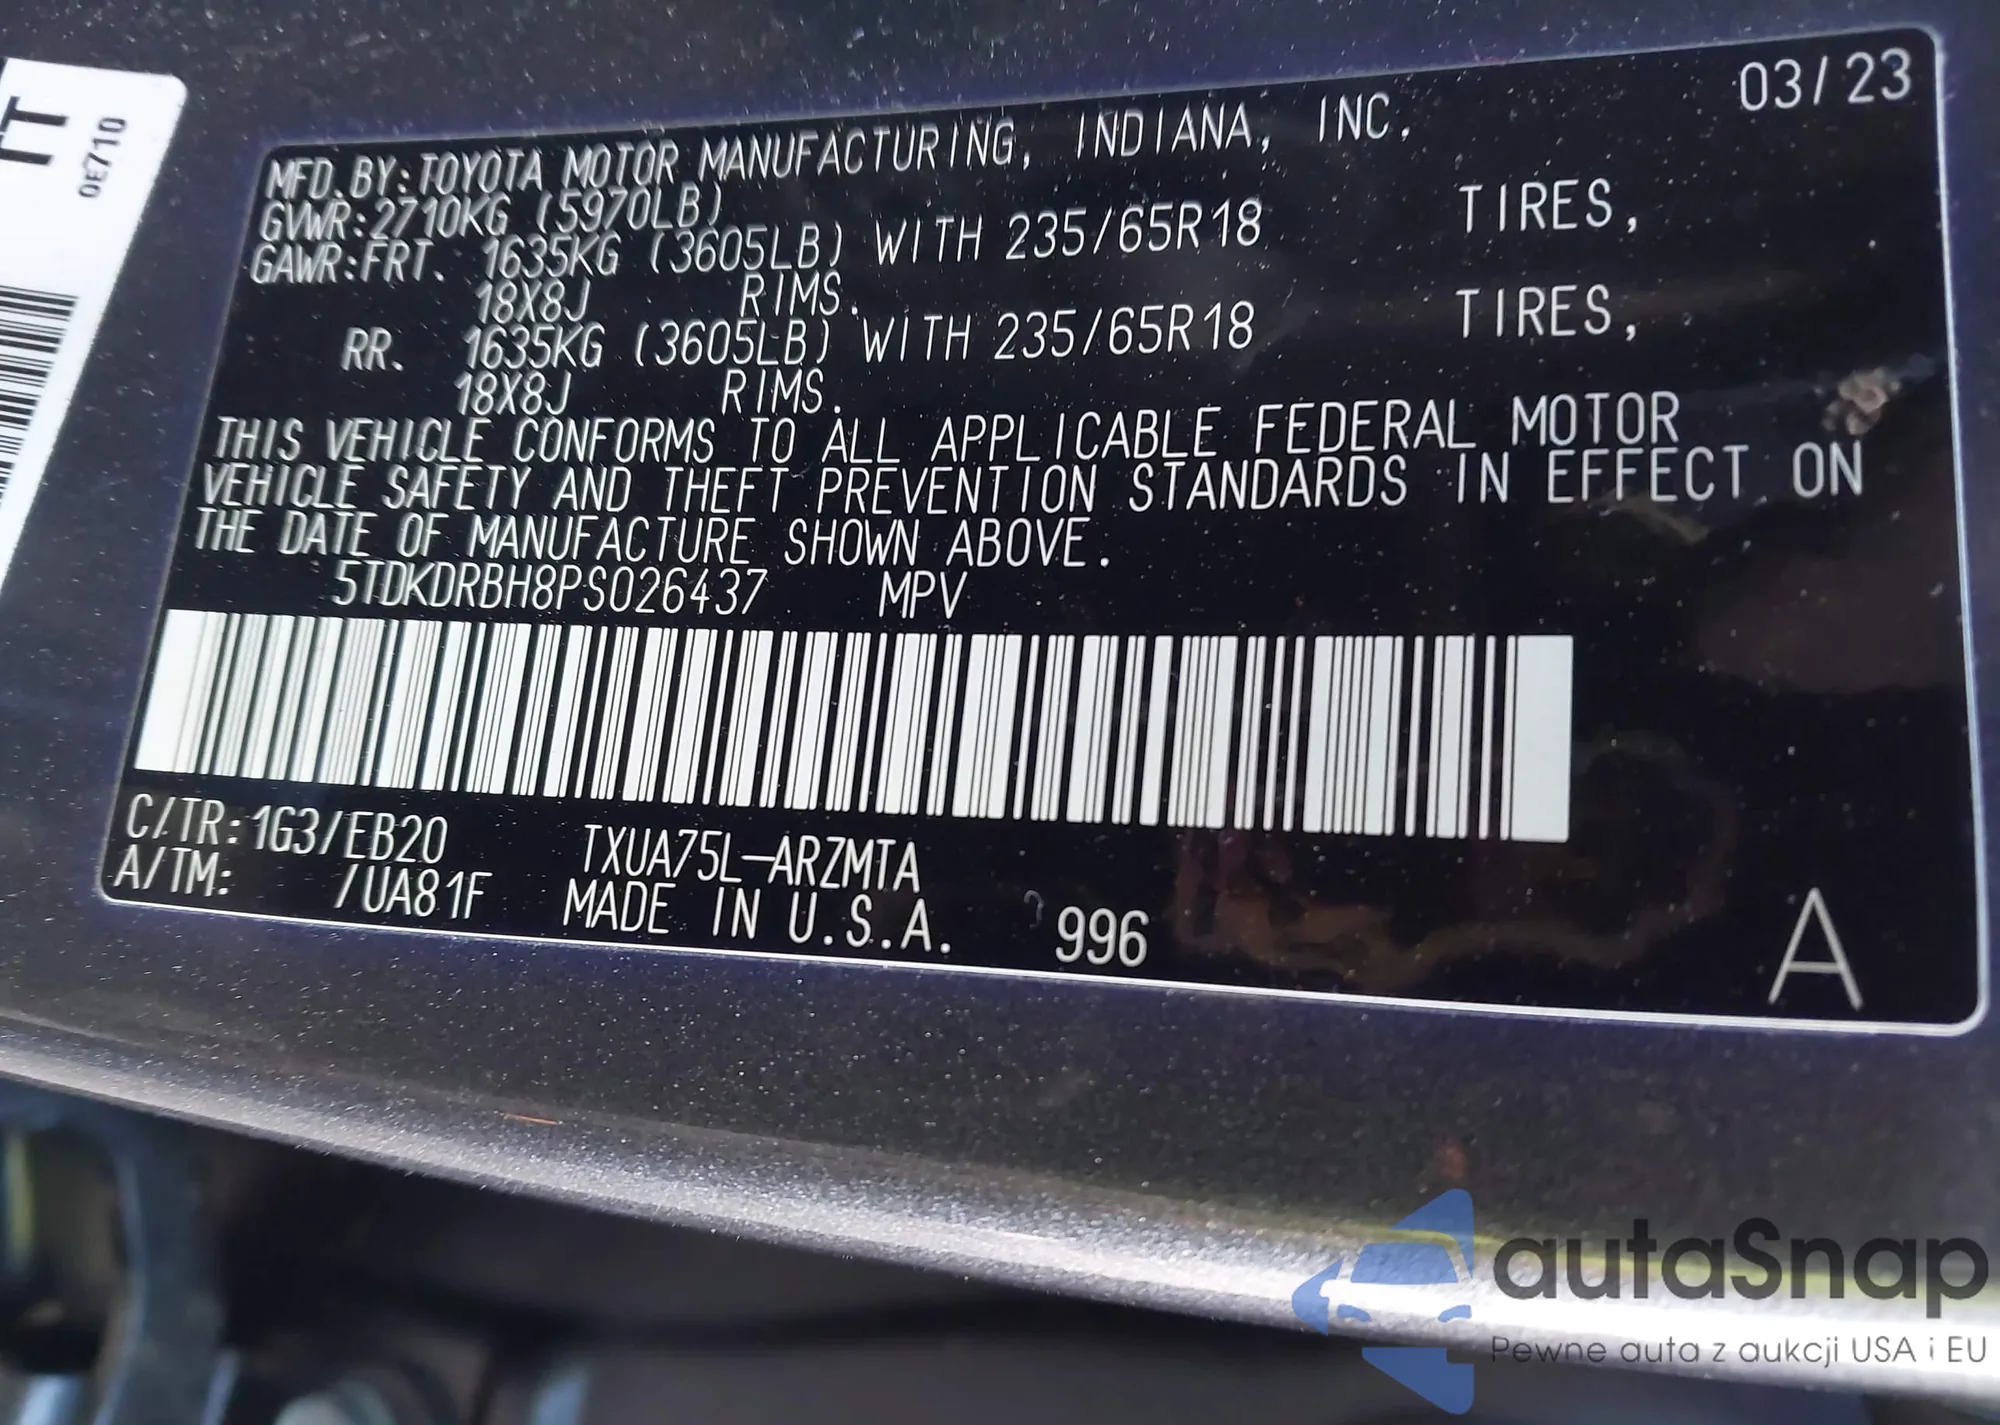 03/23
MFD.BY:TOYOTA MOTOR MANUFACTURING, INDIANA, INC.
GVWR:2710KG (5970LB)
GAWR:FRT. 1635KG (3605LB) WITH 235/65R18 TIRES,
18X8J RIMS.
RR. 1635KG (3605LB) WITH 235/65R18 TIRES,
18X8J RIMS.
THIS VEHICLE CONFORMS TO ALL APPLICABLE FEDERAL MOTOR
VEHICLE SAFETY AND THEFT PREVENTION STANDARDS IN EFFECT ON
THE DATE OF MANUFACTURE SHOWN ABOVE.
5TDKDRBH8PS026437 MPV
C/TR:1G3/EB20 TXUA75L-ARZMTA
A/TM: /UA81F MADE IN U.S.A. 996
A
0E710
autaSnap
Pewne auta z aukcji USA i EU